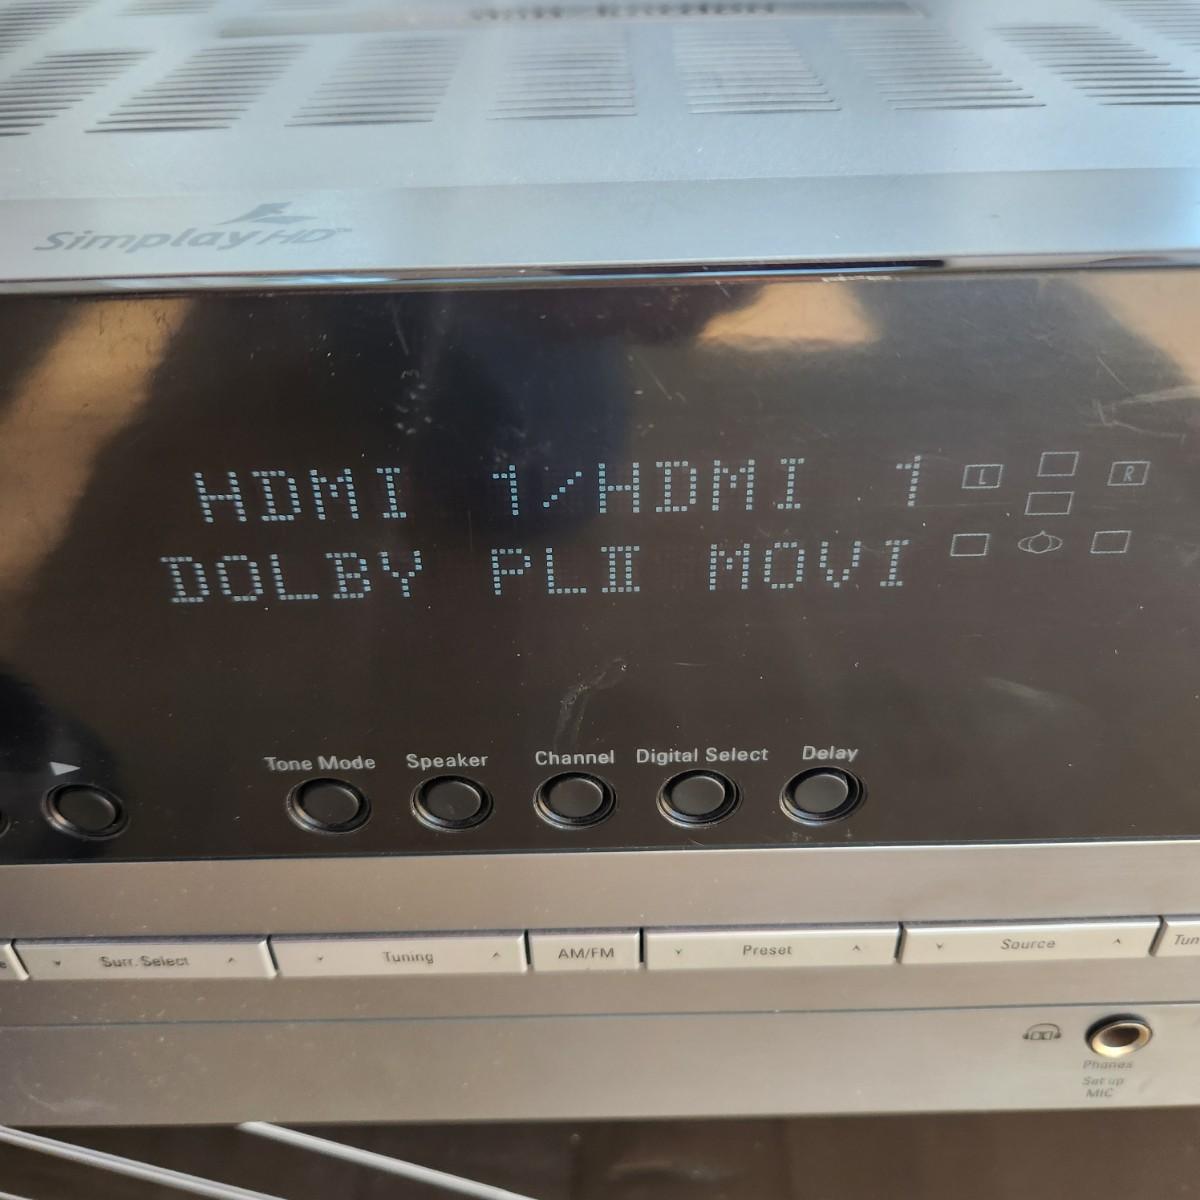 Simplay HD™
HDMI 1/HDMI 1
L R
DOLBY PLII MOVI
Tone Mode Speaker Channel Digital Select Delay
Surr. Select Tuning AM/FM Preset Source
Phones
Set up
MIC